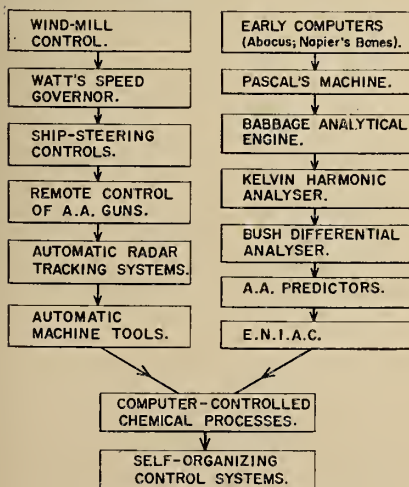 WIND-MILL
CONTROL.
WATT'S SPEED
GOVERNOR.
SHIP-STEERING
CONTROLS.
REMOTE CONTROL
OF A.A. GUNS.
AUTOMATIC RADAR
TRACKING SYSTEMS.
AUTOMATIC
MACHINE TOOLS.
EARLY COMPUTERS
(Abacus; Napier's Bones).
PASCAL'S MACHINE.
BABBAGE ANALYTICAL
ENGINE.
KELVIN HARMONIC
ANALYSER.
BUSH DIFFERENTIAL
ANALYSER.
A.A. PREDICTORS.
E.N.I.A.C.
COMPUTER-CONTROLLED
CHEMICAL PROCESSES.
SELF-ORGANIZING
CONTROL SYSTEMS.